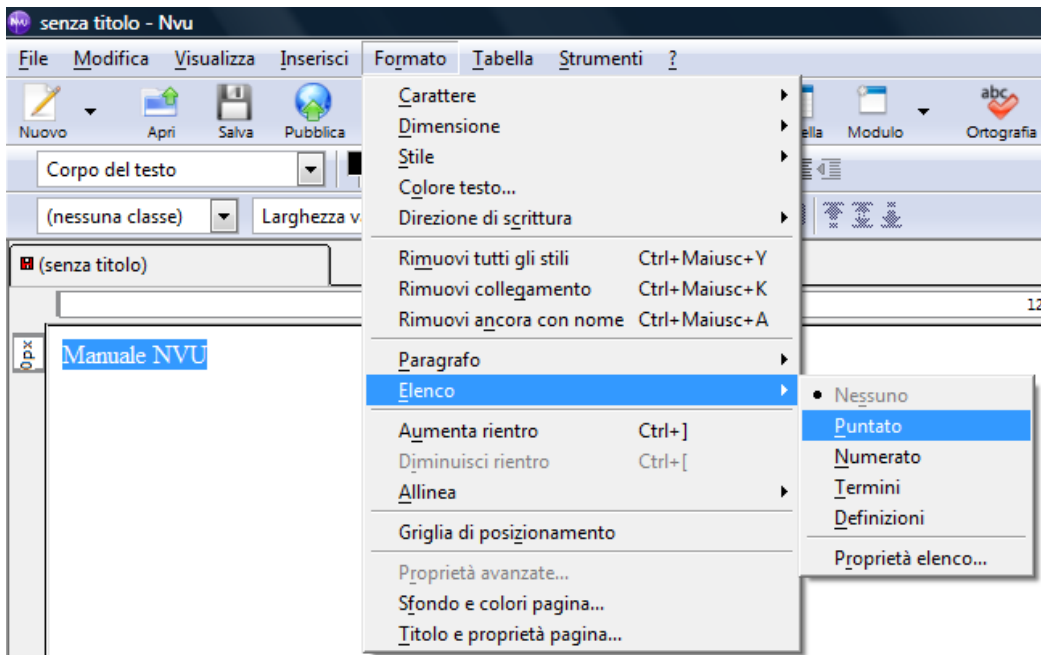 senza titolo - Nvu
File Modifica Visualizza Inserisci Formato Tabella Strumenti ?
Nuovo Apri Salva Pubblica Modulo Ortografia
Corpo del testo
(nessuna classe) Larghezza
(senza titolo)
12
0px
Manuale NVU
Carattere
Dimensione
Stile
Colore testo...
Direzione di scrittura
Rimuovi tutti gli stili Ctrl+Maiusc+Y
Rimuovi collegamento Ctrl+Maiusc+K
Rimuovi ancora con nome Ctrl+Maiusc+A
Paragrafo
Elenco
Aumenta rientro Ctrl+]
Diminuisci rientro Ctrl+[
Allinea
Griglia di posizionamento
Proprietà avanzate...
Sfondo e colori pagina...
Titolo e proprietà pagina...
Nessuno
Puntato
Numerato
Termini
Definizioni
Proprietà elenco...